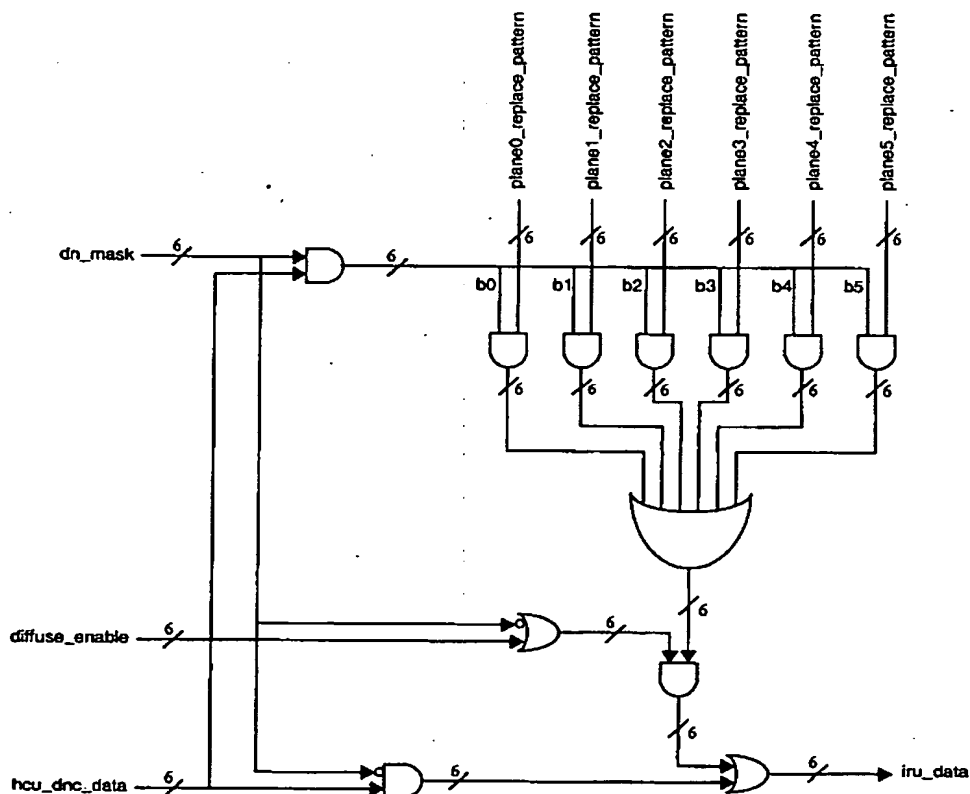 plane0_replace_pattern
plane1_replace_pattern
plane2_replace_pattern
plane3_replace_pattern
plane4_replace_pattern
plane5_replace_pattern
6 6 6 6 6 6
dn_mask 6 6
b0 b1 b2 b3 b4 b5
6 6 6 6 6 6
6
diffuse_enable 6 6
6
hcu_dnc_data 6 6 6 iru_data